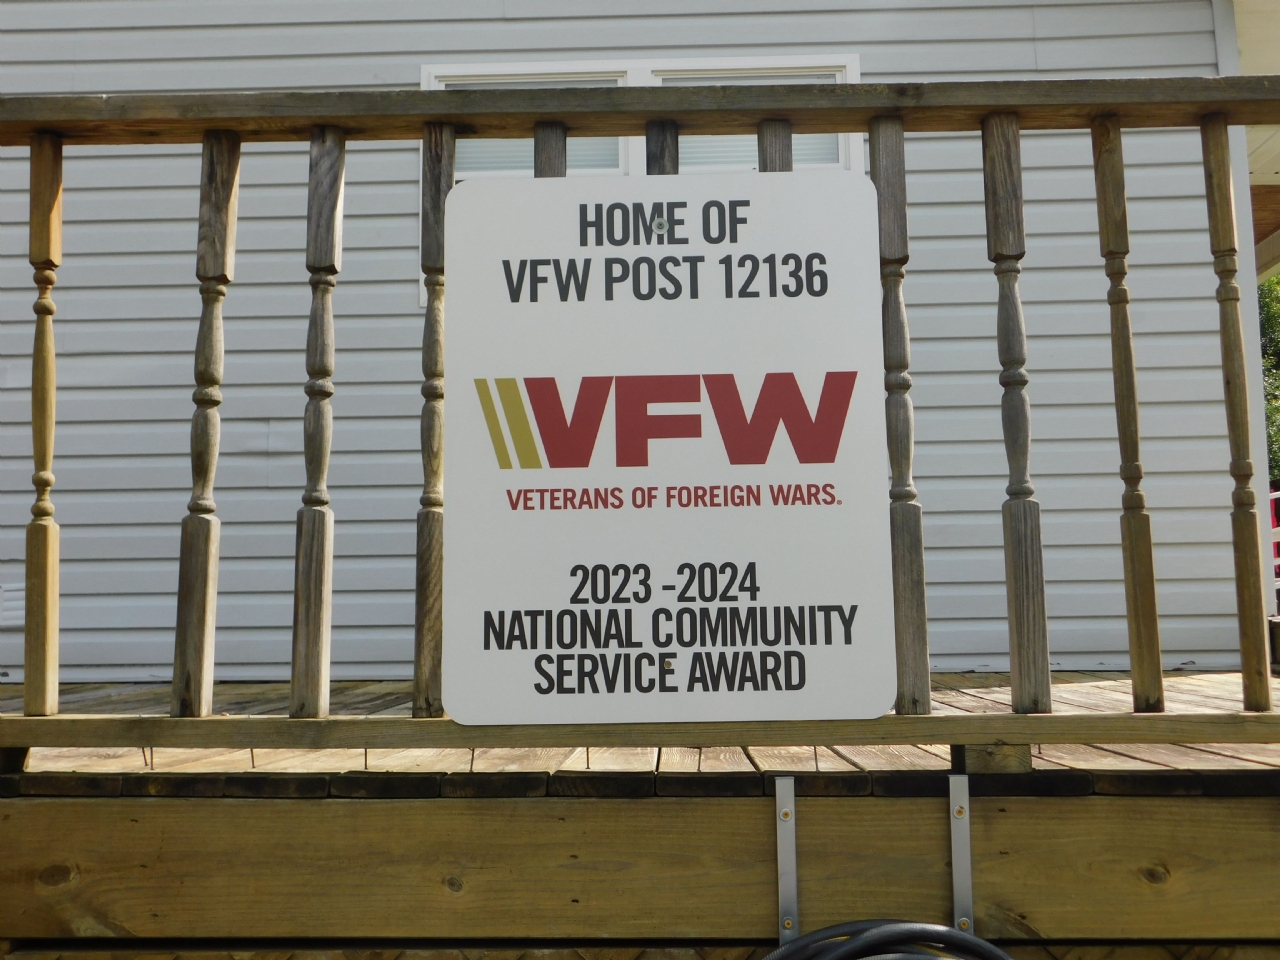 HOME OF
VFW POST 12136
VFW
VETERANS OF FOREIGN WARS.
2023 -2024
NATIONAL COMMUNITY
SERVICE AWARD